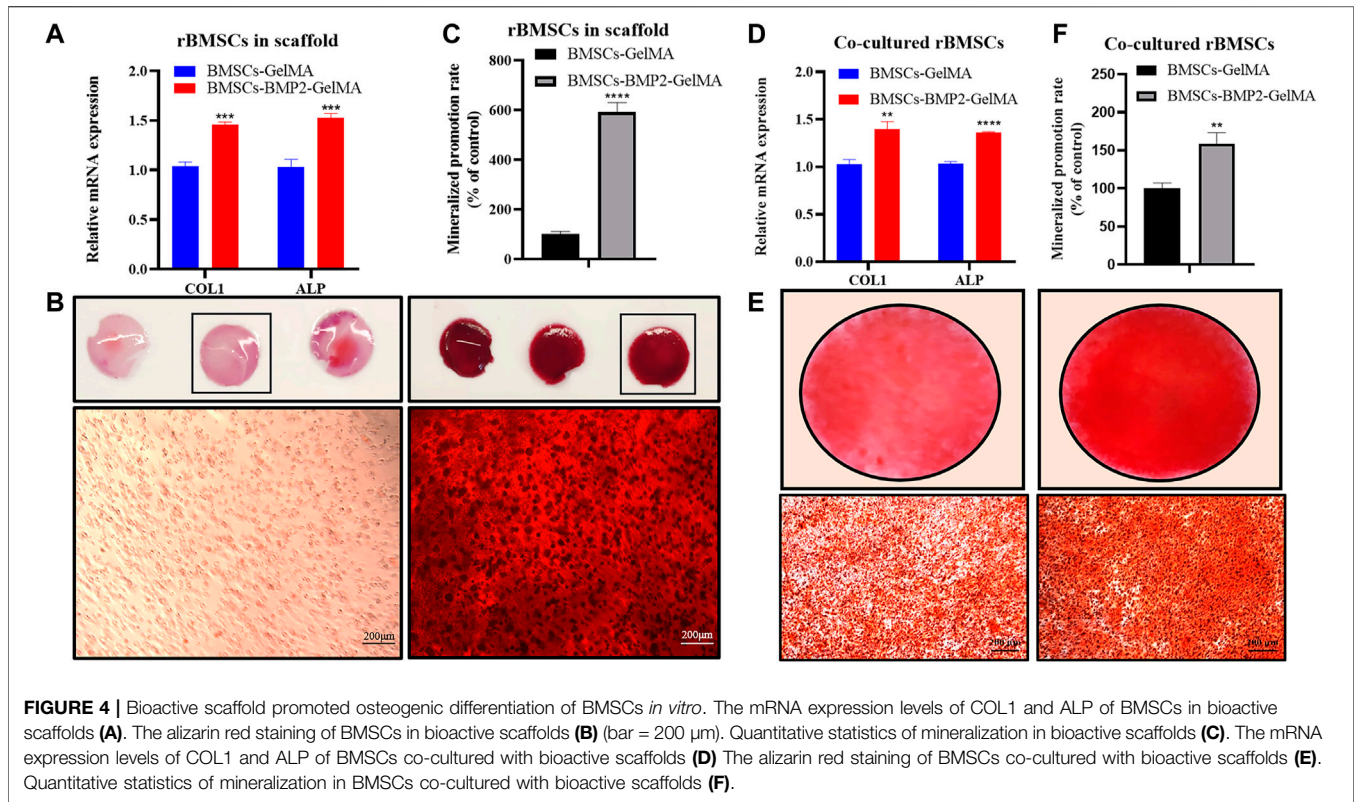 A
rBMSCs in scaffold
BMSCs-GelMA
BMSCs-BMP2-GelMA
Relative mRNA expression
2.0
1.5
1.0
0.5
0.0
***
***
COL1
ALP
C
rBMSCs in scaffold
BMSCs-GelMA
BMSCs-BMP2-GelMA
Mineralized promotion rate
(% of control)
800
600
400
200
0
****
D
Co-cultured rBMSCs
BMSCs-GelMA
BMSCs-BMP2-GelMA
Relative mRNA expression
2.0
1.5
1.0
0.5
0.0
**
****
COL1
ALP
F
Co-cultured rBMSCs
BMSCs-GelMA
BMSCs-BMP2-GelMA
Mineralized promotion rate
(% of control)
250
200
150
100
50
0
**
B
200μm
200μm
E
200 μm
200 μm
FIGURE 4 | Bioactive scaffold promoted osteogenic differentiation of BMSCs in vitro. The mRNA expression levels of COL1 and ALP of BMSCs in bioactive
scaffolds (A). The alizarin red staining of BMSCs in bioactive scaffolds (B) (bar = 200 μm). Quantitative statistics of mineralization in bioactive scaffolds (C). The mRNA
expression levels of COL1 and ALP of BMSCs co-cultured with bioactive scaffolds (D) The alizarin red staining of BMSCs co-cultured with bioactive scaffolds (E).
Quantitative statistics of mineralization in BMSCs co-cultured with bioactive scaffolds (F).